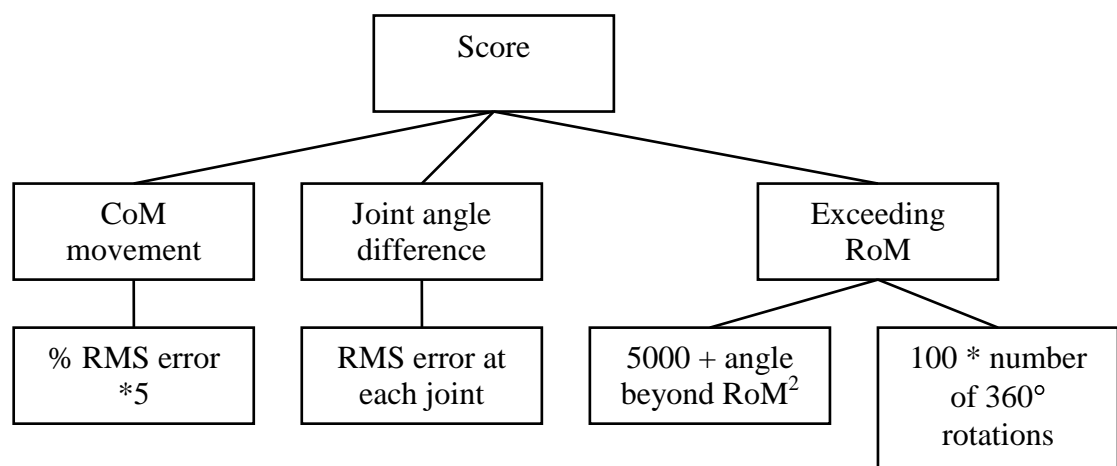 Score
CoM
movement
Joint angle
difference
Exceeding
RoM
% RMS error
*5
RMS error at
each joint
5000 + angle
beyond RoM²
100 * number
of 360°
rotations